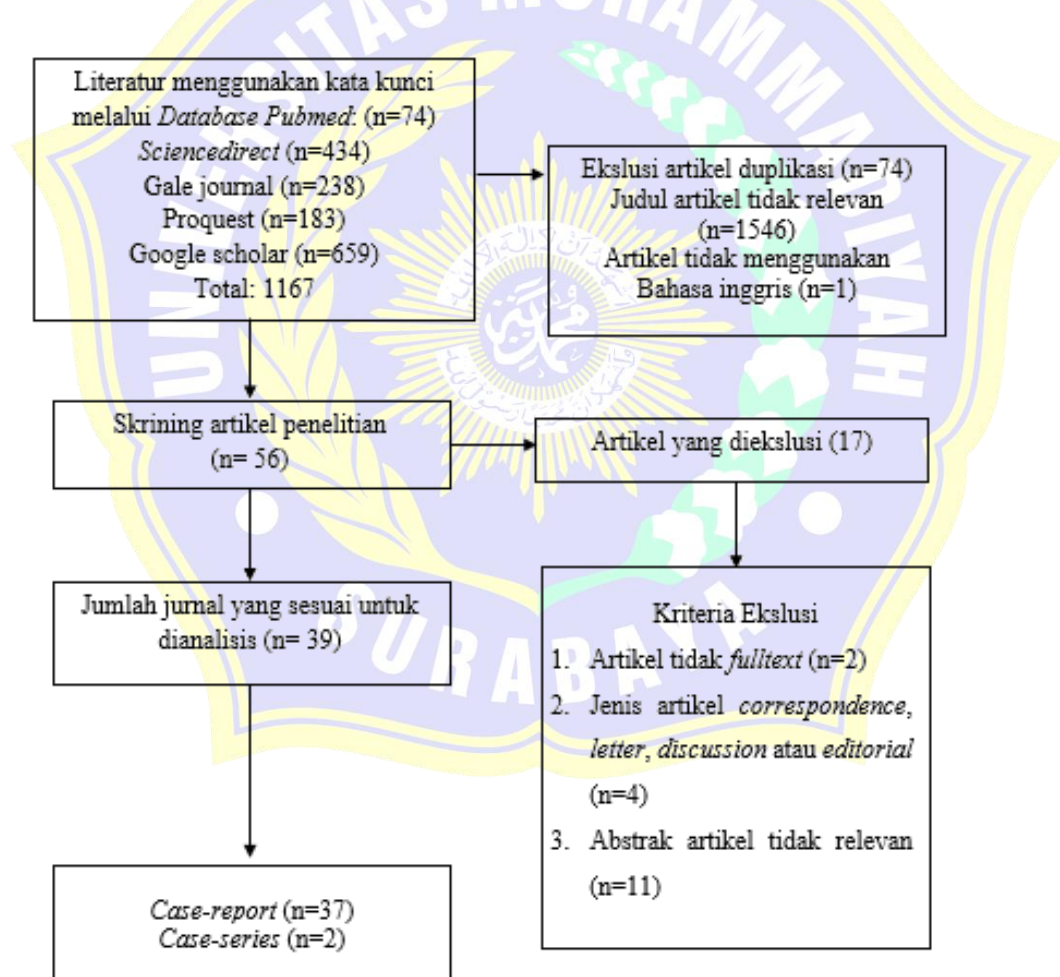 UNIVERSITAS MUHAMMADIYAH
Literatur menggunakan kata kunci
melalui Database Pubmed: (n=74)
Sciencedirect (n=434)
Gale journal (n=238)
Proquest (n=183)
Google scholar (n=659)
Total: 1167
Ekslusi artikel duplikasi (n=74)
Judul artikel tidak relevan
(n=1546)
Artikel tidak menggunakan
Bahasa inggris (n=1)
Skrining artikel penelitian
(n= 56)
Artikel yang diekslusi (17)
Jumlah jurnal yang sesuai untuk
dianalisis (n= 39)
Kriteria Ekslusi
1. Artikel tidak fulltext (n=2)
2. Jenis artikel correspondence,
letter, discussion atau editorial
(n=4)
3. Abstrak artikel tidak relevan
(n=11)
SURABAYA
Case-report (n=37)
Case-series (n=2)